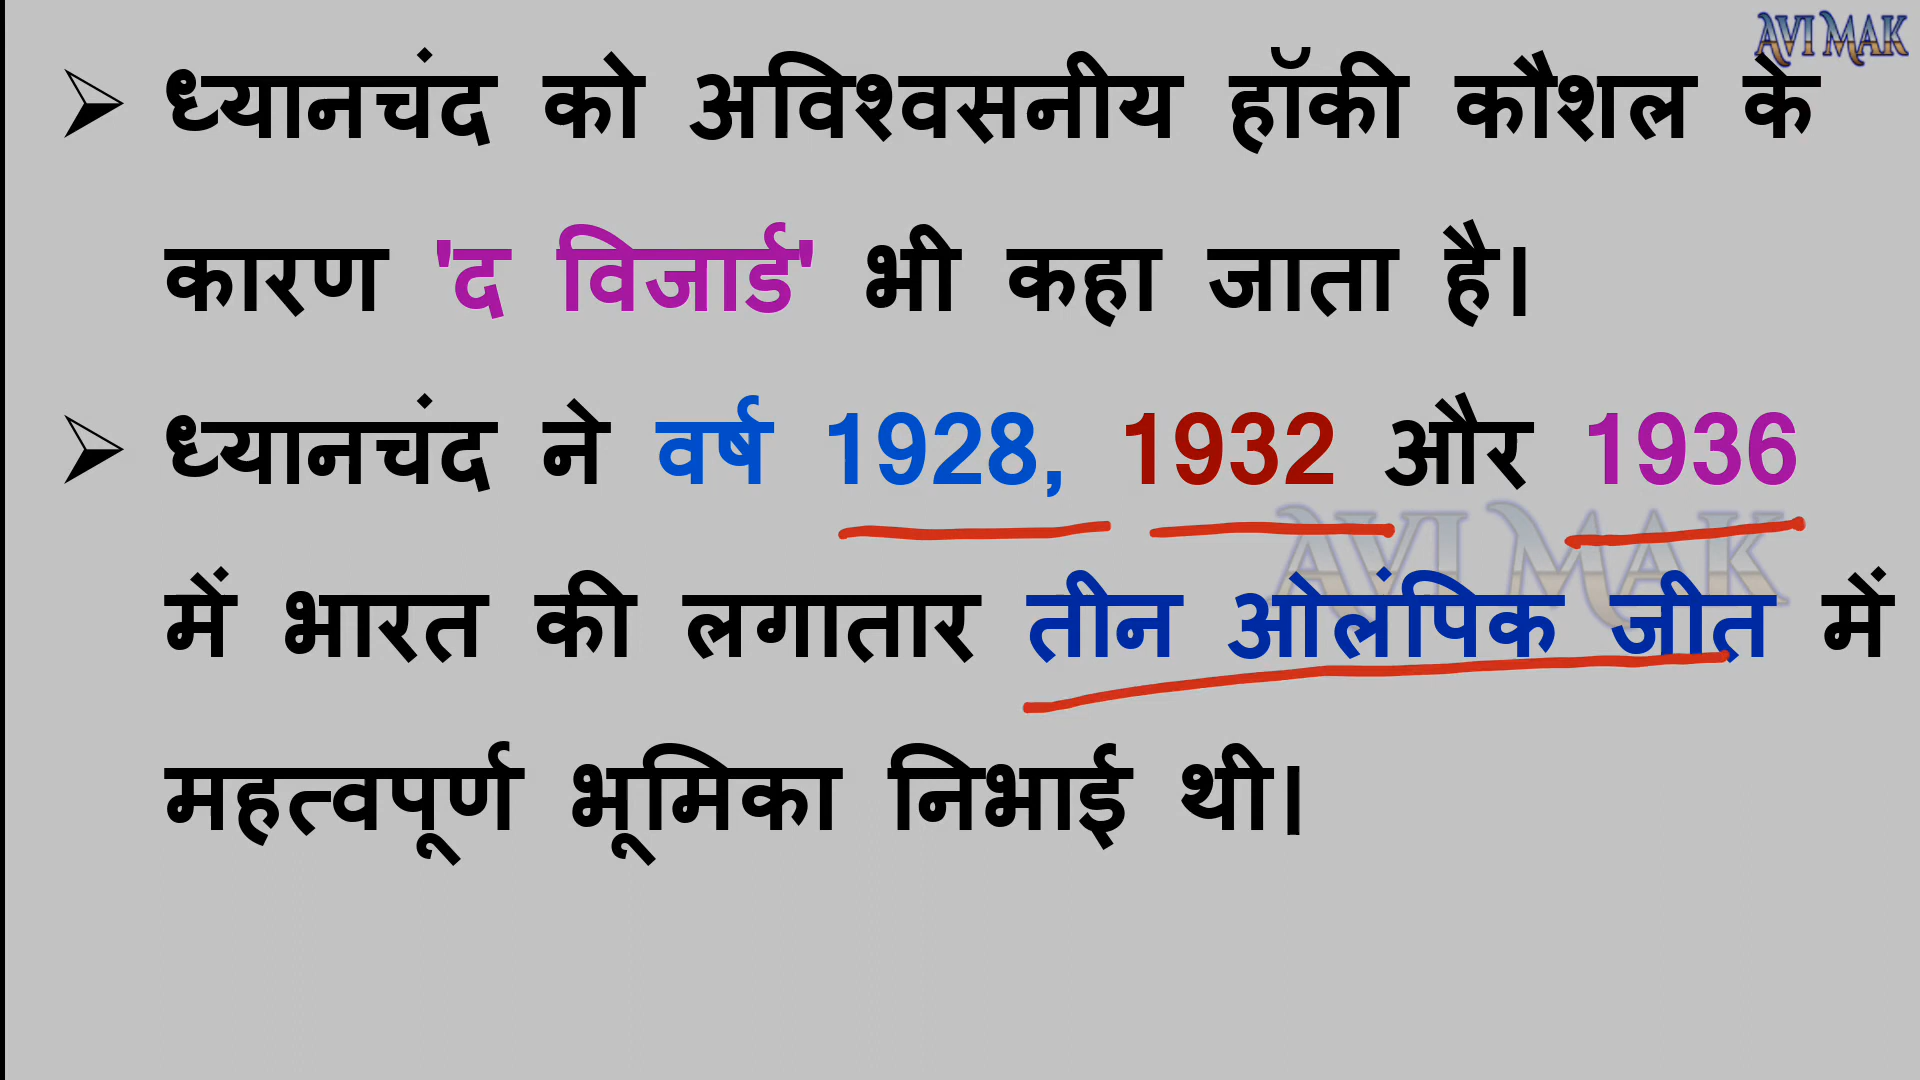 AVI MAK
➢ ध्यानचंद को अविश्वसनीय हॉकी कौशल के
कारण 'द विजार्ड' भी कहा जाता है।
➢ ध्यानचंद ने वर्ष 1928, 1932 और 1936
AVI MAK
में भारत की लगातार तीन ओलंपिक जीत में
महत्वपूर्ण भूमिका निभाई थी।